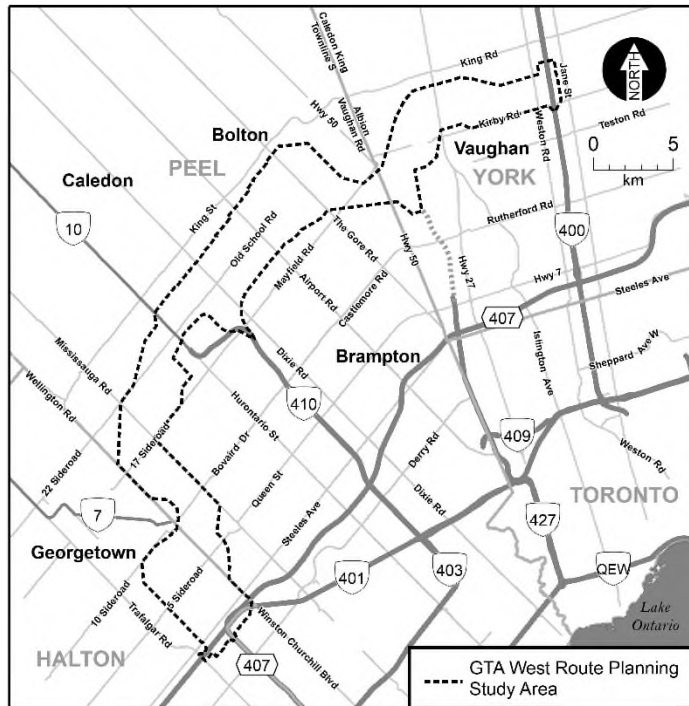 Caledon King
Townline S
King Rd
Jane St
NORTH
Hwy 50
Albion
Vaughan Rd
Kirby Rd
Weston Rd
Teston Rd
0 5
km
Bolton
PEEL
Vaughan
YORK
Caledon
10
King St
Old School Rd
The Gore Rd
Mayfield Rd
Airport Rd
Castlemore Rd
Rutherford Rd
400
Hwy 50
Hwy 27
Hwy 7
Steeles Ave
407
Mississauga Rd
Wellington Rd
Brampton
Dixie Rd
Islington Ave
Sheppard Ave W
410
22 Sideroad
17 Sideroad
Hurontario St
Bovaird Dr
Queen St
Derry Rd
409
Weston Rd
7
Steeles Ave
Dixie Rd
TORONTO
427
Georgetown
401
403
QEW
10 Sideroad
5 Sideroad
Trafalgar Rd
Winston Churchill Blvd
Lake
Ontario
HALTON
407
GTA West Route Planning
Study Area